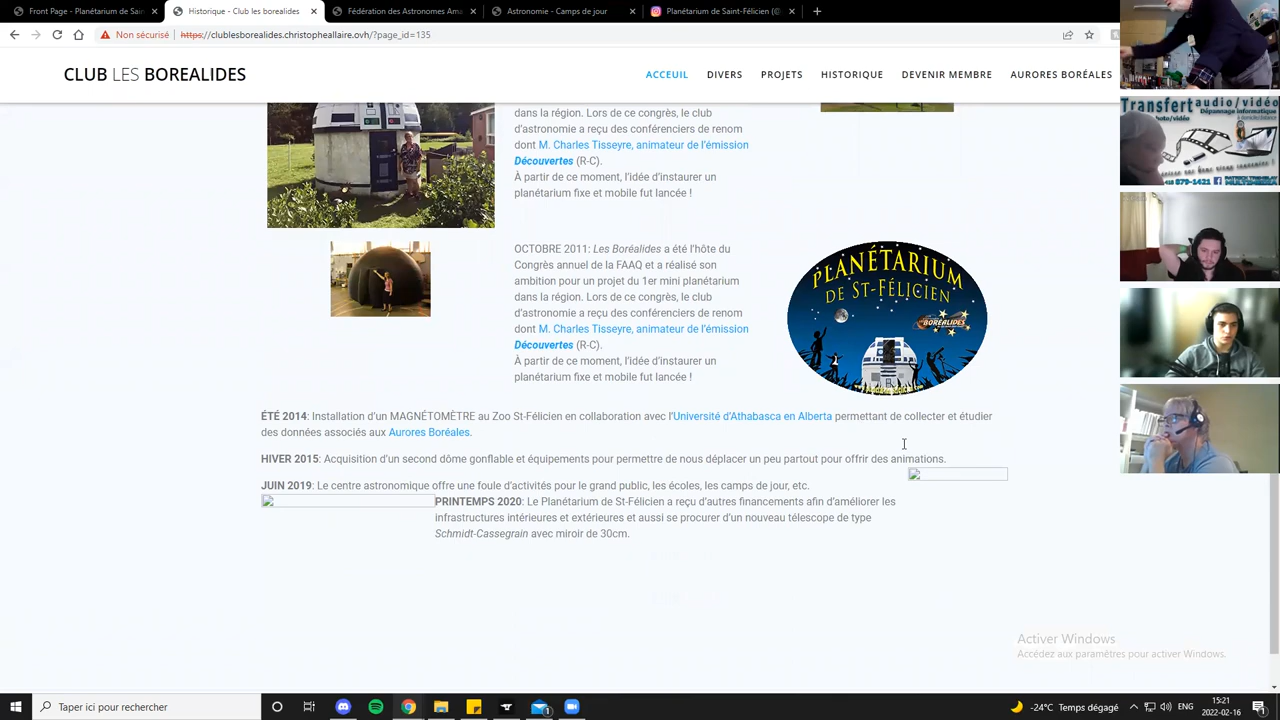 Front Page - Planétarium de Sain
Historique - Club les boréalides
Fédération des Astronomes Ama
Astronomie - Camps de jour
Planétarium de Saint-Félicien (@
Non sécurisé
https://clublesborealides.christopheallaire.ovh/?page_id=135
CLUB LES BOREALIDES
ACCEUIL DIVERS PROJETS HISTORIQUE DEVENIR MEMBRE AURORES BORÉALES
dans la région. Lors de ce congrès, le club
d'astronomie a reçu des conférenciers de renom
dont M. Charles Tisseyre, animateur de l'émission
Découvertes (R-C).
À partir de ce moment, l'idée d'instaurer un
planétarium fixe et mobile fut lancée !
OCTOBRE 2011: Les Boréalides a été l'hôte du
Congrès annuel de la FAAQ et a réalisé son
ambition pour un projet du 1er mini planétarium
dans la région. Lors de ce congrès, le club
d'astronomie a reçu des conférenciers de renom
dont M. Charles Tisseyre, animateur de l'émission
Découvertes (R-C).
À partir de ce moment, l'idée d'instaurer un
planétarium fixe et mobile fut lancée !
PLANÉTARIUM
DE ST-FÉLICIEN
BORÉALIDES
ÉTÉ 2014: Installation d'un MAGNÉTOMÈTRE au Zoo St-Félicien en collaboration avec l'Université d'Athabasca en Alberta permettant de collecter et étudier
des données associés aux Aurores Boréales.
HIVER 2015: Acquisition d'un second dôme gonflable et équipements pour permettre de nous déplacer un peu partout pour offrir des animations.
JUIN 2019: Le centre astronomique offre une foule d'activités pour le grand public, les écoles, les camps de jour, etc.
PRINTEMPS 2020: Le Planétarium de St-Félicien a reçu d'autres financements afin d'améliorer les
infrastructures intérieures et extérieures et aussi se procurer d'un nouveau télescope de type
Schmidt-Cassegrain avec miroir de 30cm.
Transfert audio/vidéo
Dépannage informatique
à domicile/distance
879-1421
Activer Windows
Accédez aux paramètres pour activer Windows.
Taper ici pour rechercher
-24°C Temps dégagé
ENG
15:21
2022-02-16